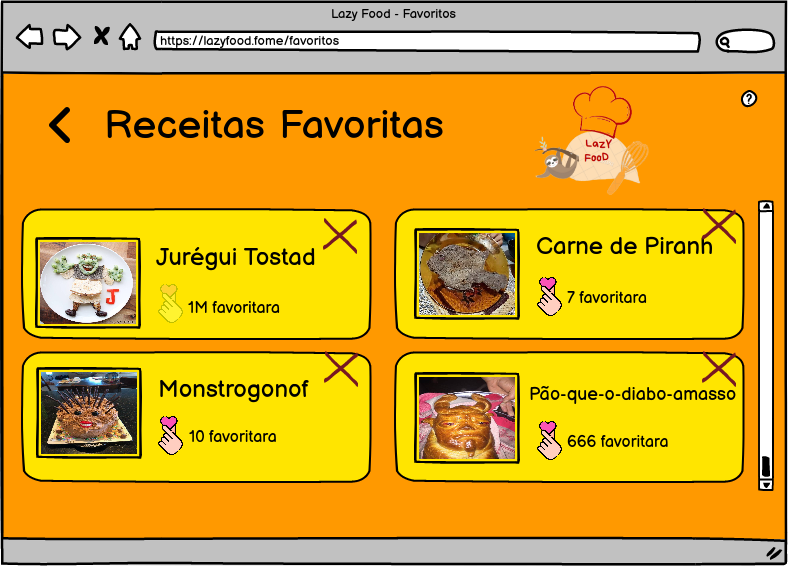 Lazy Food - Favoritos
https://lazyfood.fome/favoritos
?
Receitas Favoritas
LazY
FooD
Jurégui Tostad
1M favoritara
J
Carne de Piranh
7 favoritara
Monstrogonof
10 favoritara
Pão-que-o-diabo-amasso
666 favoritara